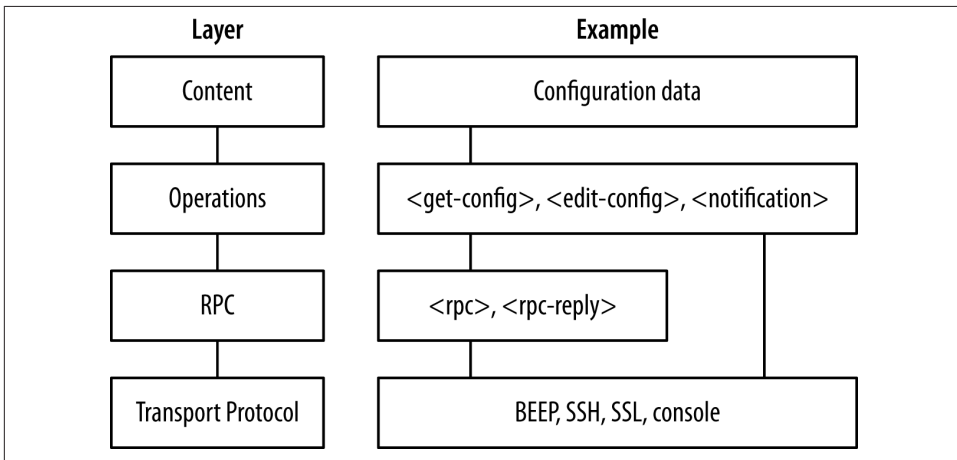 Layer Example
Content Configuration data
Operations <get-config>, <edit-config>, <notification>
RPC <rpc>, <rpc-reply>
Transport Protocol BEEP, SSH, SSL, console